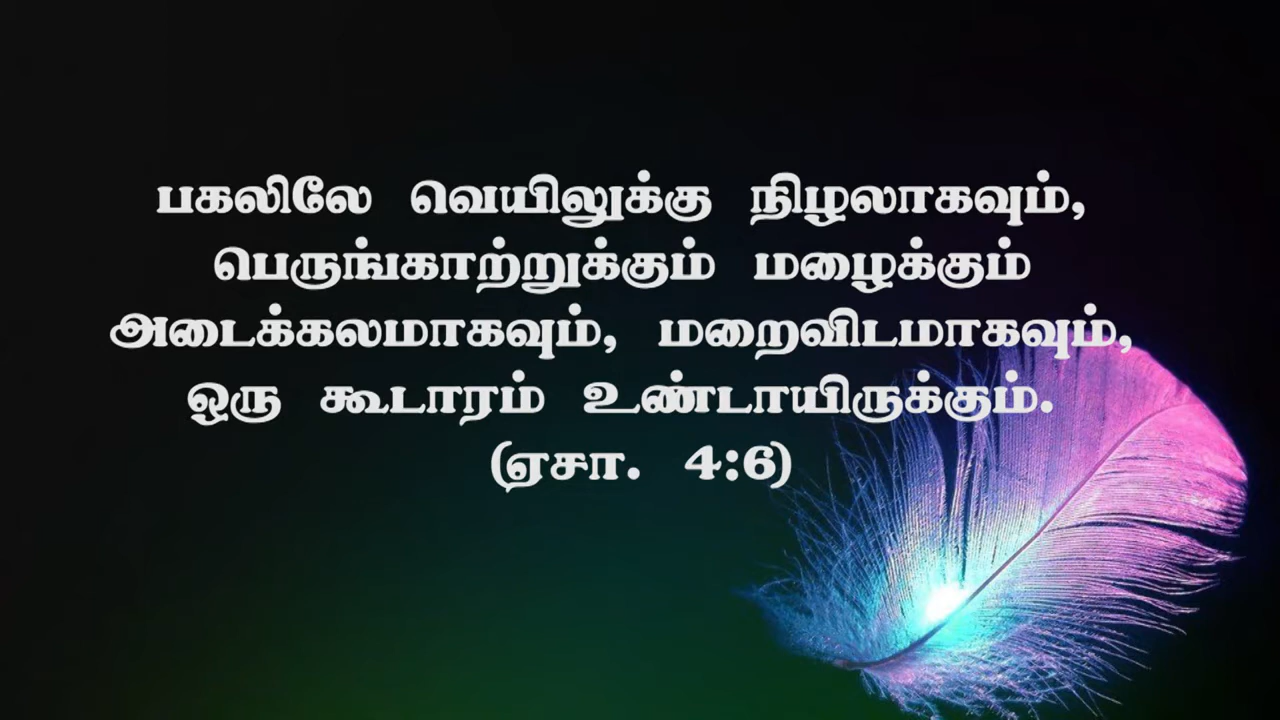 பகலிலே வெயிலுக்கு நிழலாகவும்,
பெருங்காற்றுக்கும் மழைக்கும்
அடைக்கலமாகவும், மறைவிடமாகவும்,
ஒரு கூடாரம் உண்டாயிருக்கும்.
(ஏசா. 4:6)